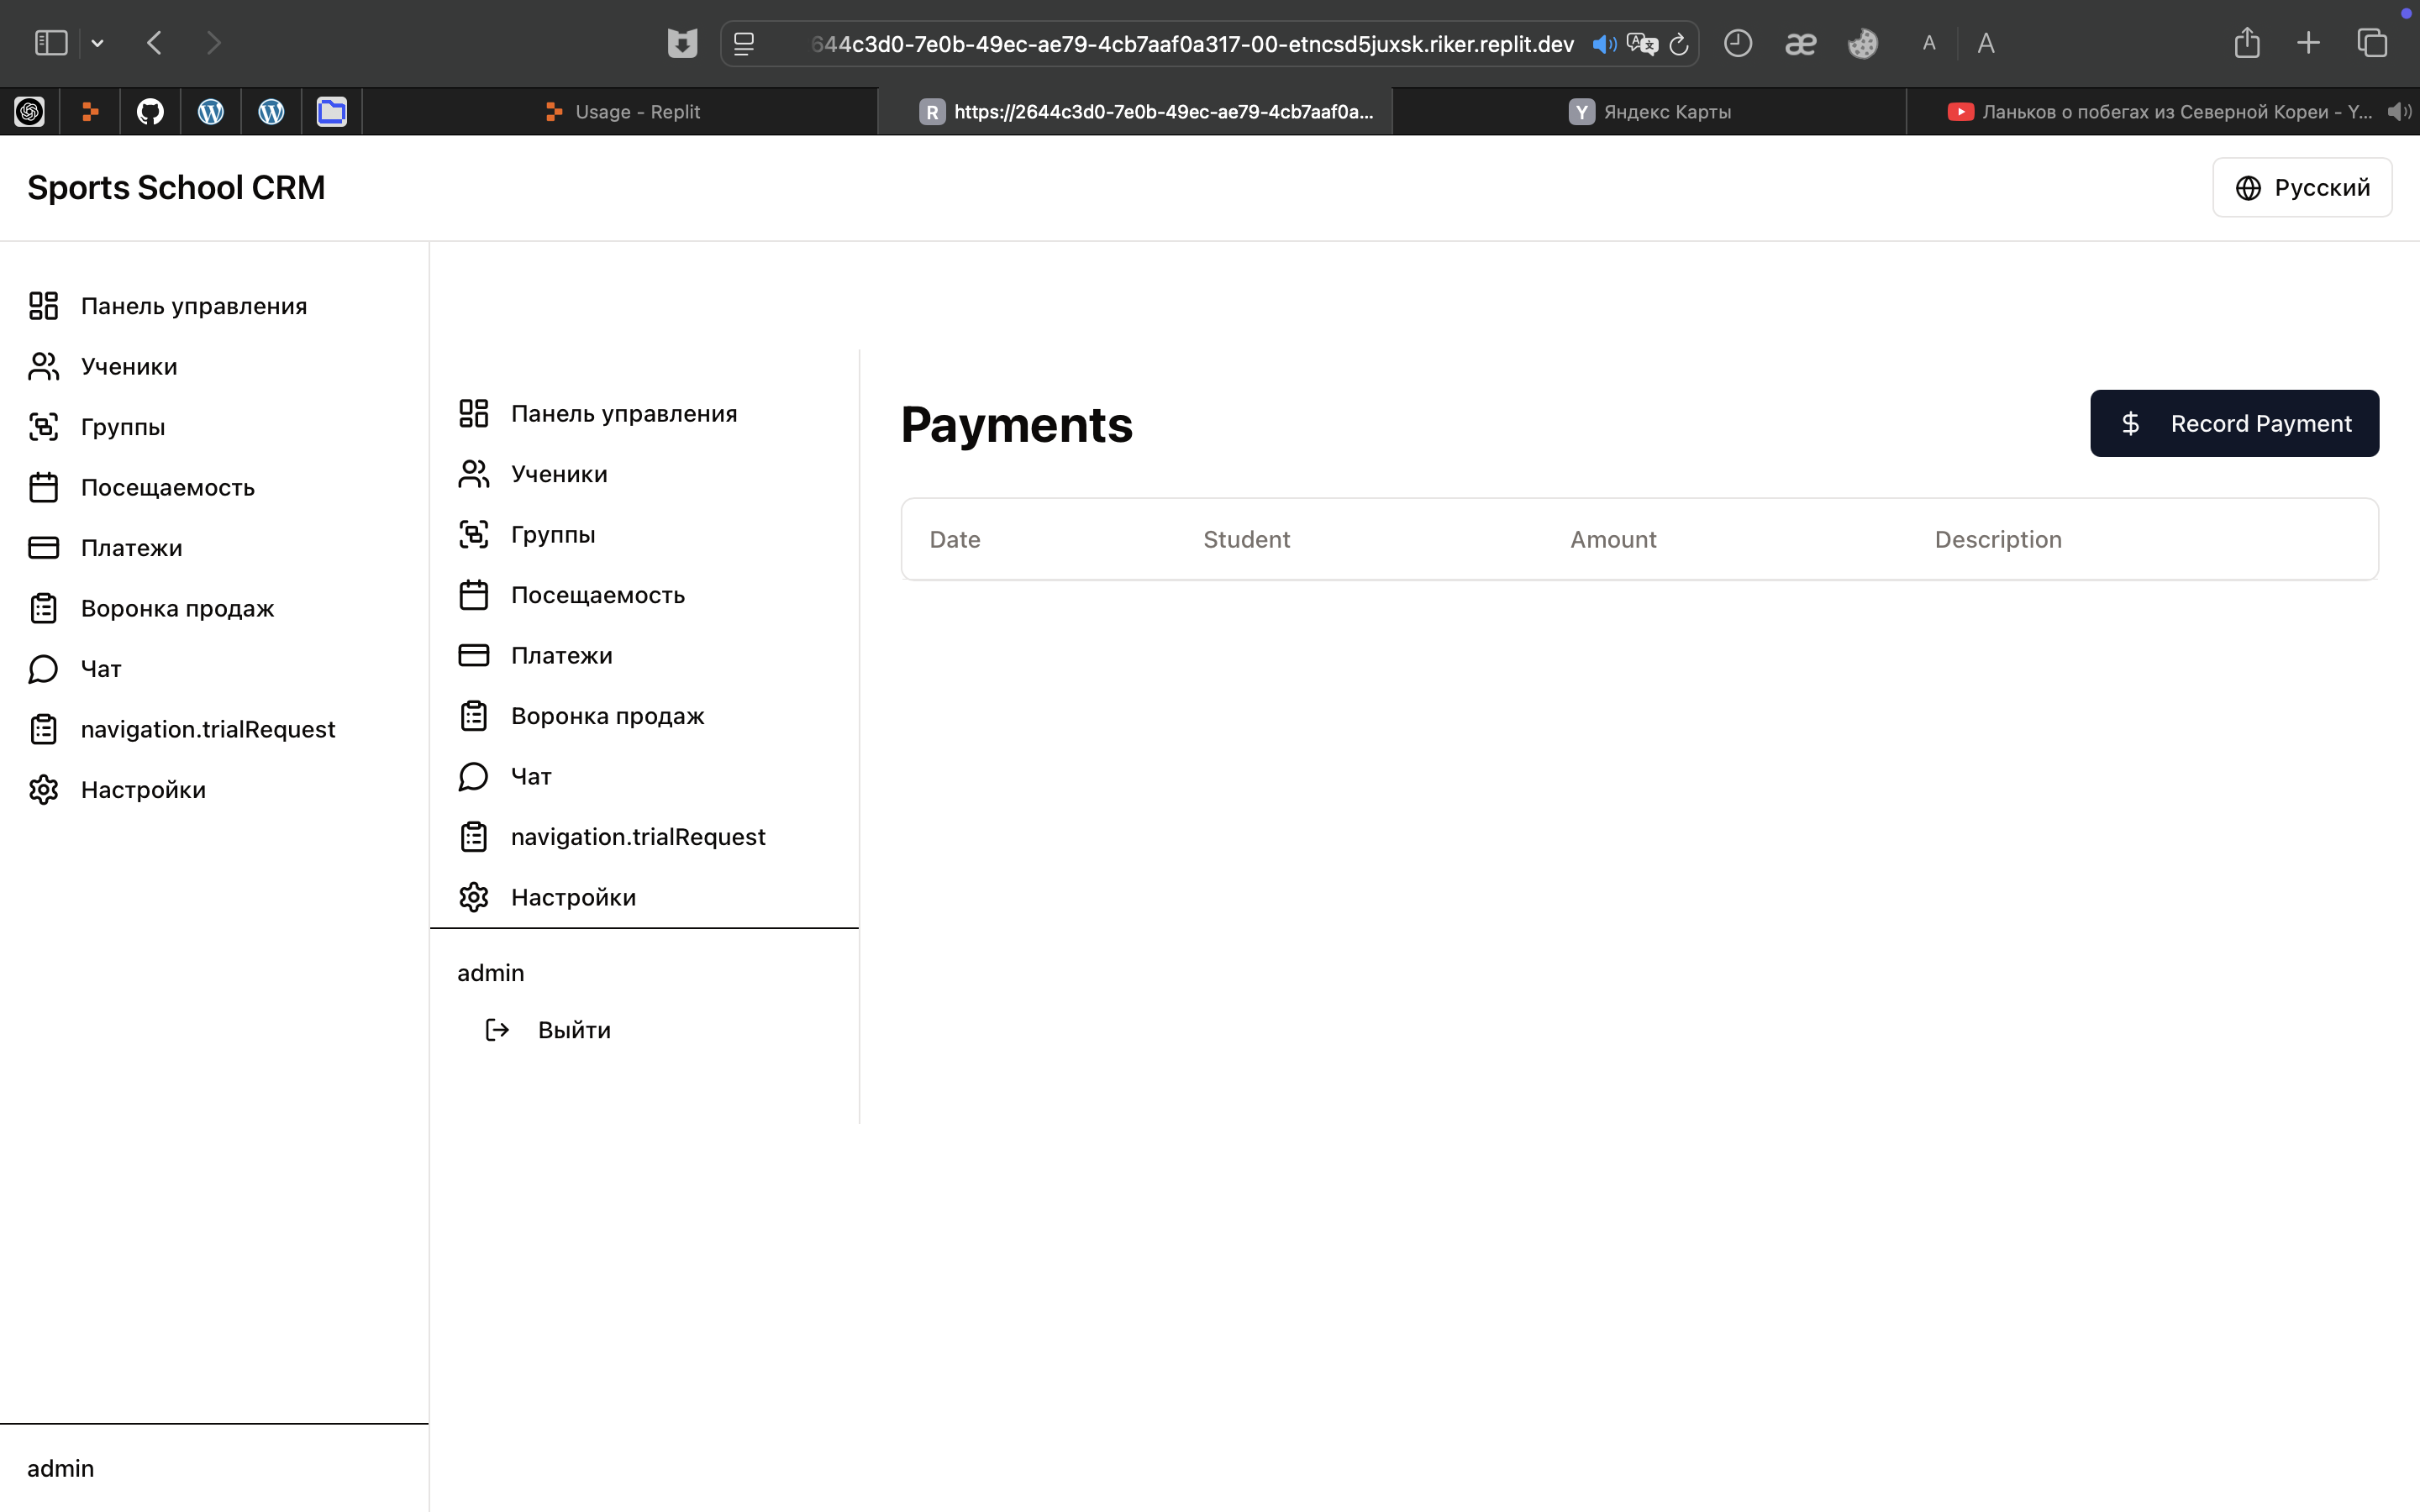 644c3d0-7e0b-49ec-ae79-4cb7aaf0a317-00-etncsd5juxsk.riker.replit.dev
A A
Usage - Replit
R https://2644c3d0-7e0b-49ec-ae79-4cb7aaf0a...
Y Яндекс Карты
Ланьков о побегах из Северной Кореи - Y...
Sports School CRM
Русский
Панель управления
Ученики
Группы
Посещаемость
Платежи
Воронка продаж
Чат
navigation.trialRequest
Настройки
admin
Панель управления
Ученики
Группы
Посещаемость
Платежи
Воронка продаж
Чат
navigation.trialRequest
Настройки
admin
Выйти
Payments
$ Record Payment
Date Student Amount Description